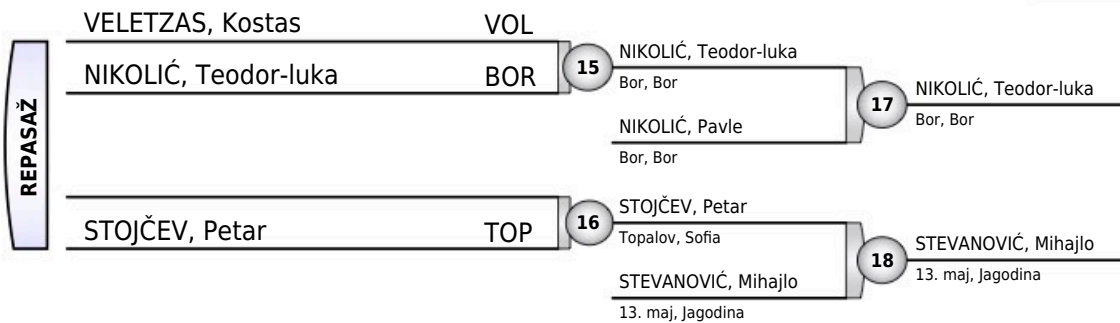 REPASAŽ
VELETZAS, Kostas VOL
NIKOLIĆ, Teodor-luka BOR
15
NIKOLIĆ, Teodor-luka
Bor, Bor
NIKOLIĆ, Pavle
Bor, Bor
17
NIKOLIĆ, Teodor-luka
Bor, Bor
STOJČEV, Petar TOP
16
STOJČEV, Petar
Topalov, Sofia
STEVANOVIĆ, Mihajlo
13. maj, Jagodina
18
STEVANOVIĆ, Mihajlo
13. maj, Jagodina